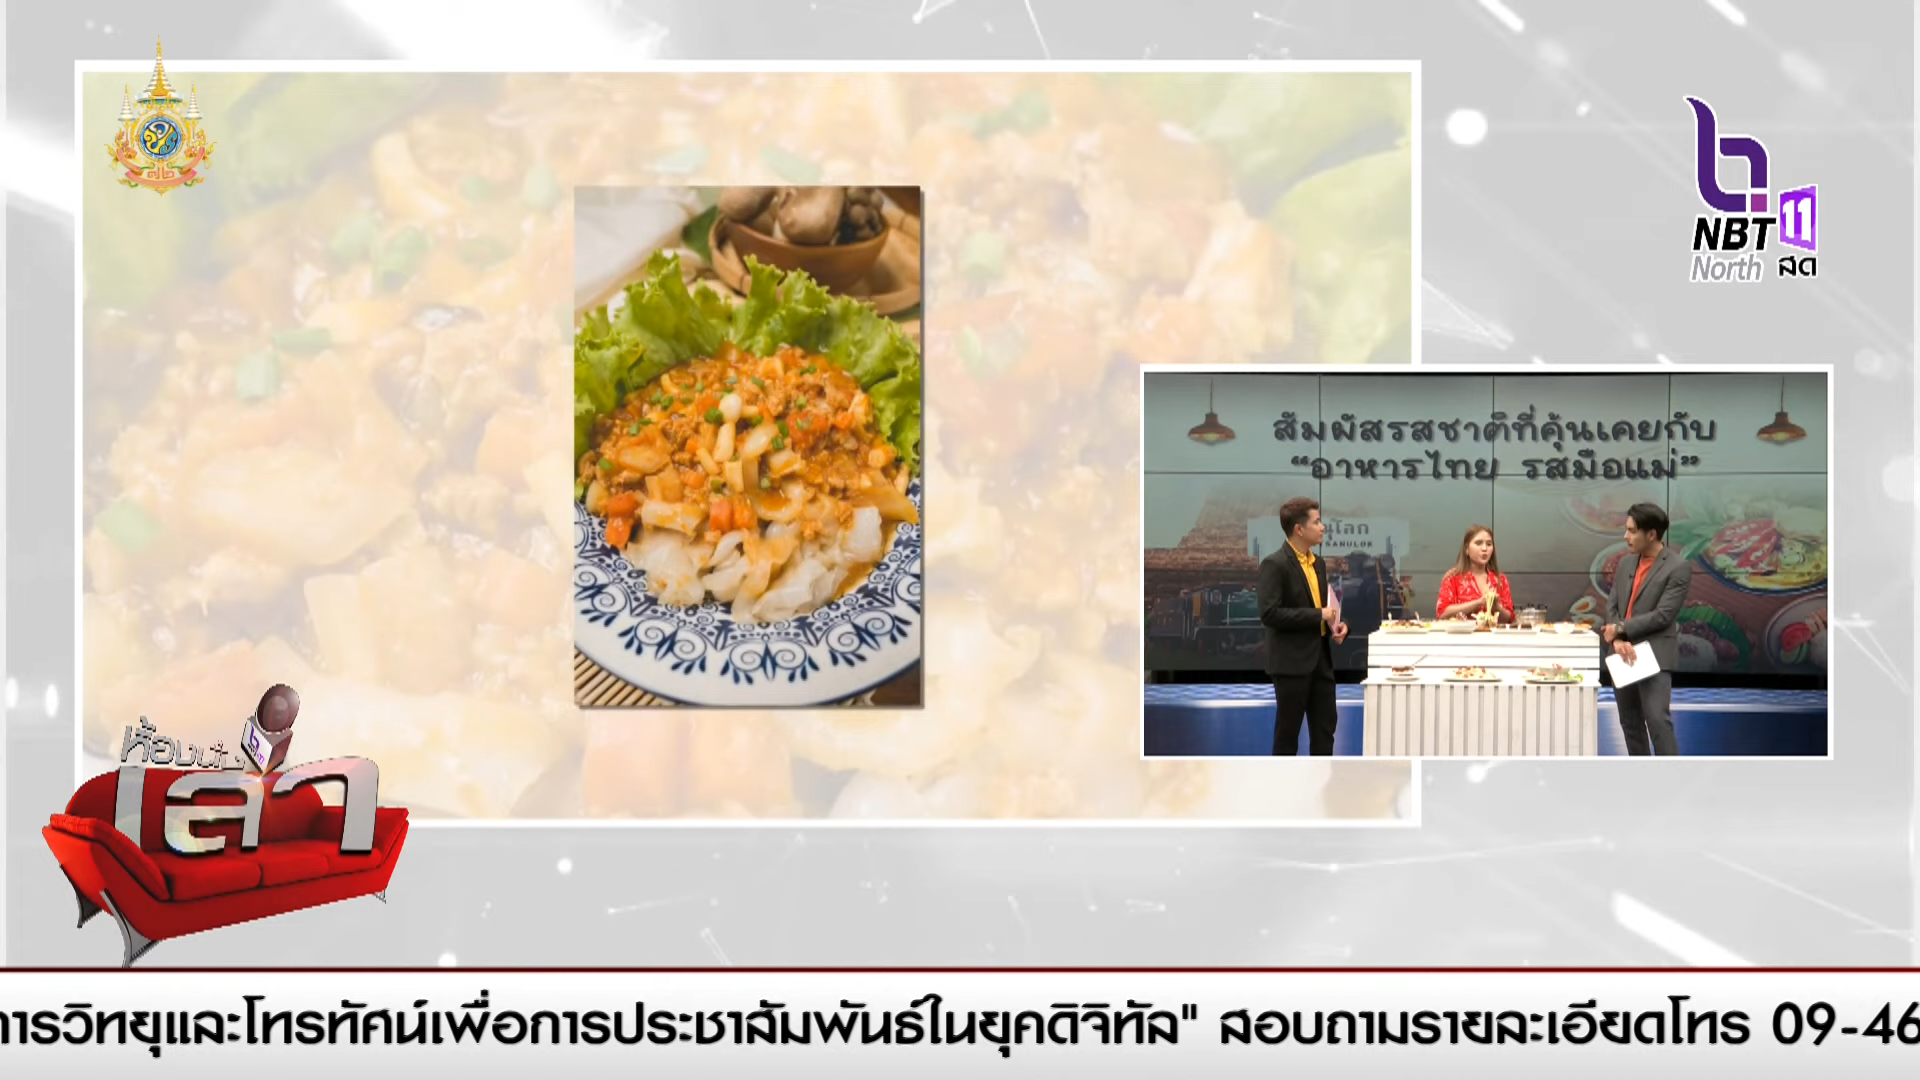 ๗๒
NBT 11
North สด
สัมผัสรสชาติที่คุ้นเคยกับ
“อาหารไทย รสมือแม่”
ห้องนั่ง
เล่า
การวิทยุและโทรทัศน์เพื่อการประชาสัมพันธ์ในยุคดิจิทัล" สอบถามรายละเอียดโทร 09-46